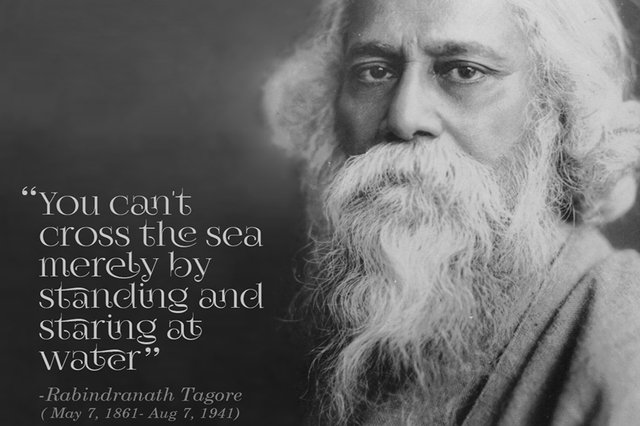 “You can't
cross the sea
merely by
standing and
staring at
water”
-Rabindranath Tagore
( May 7, 1861- Aug 7, 1941)